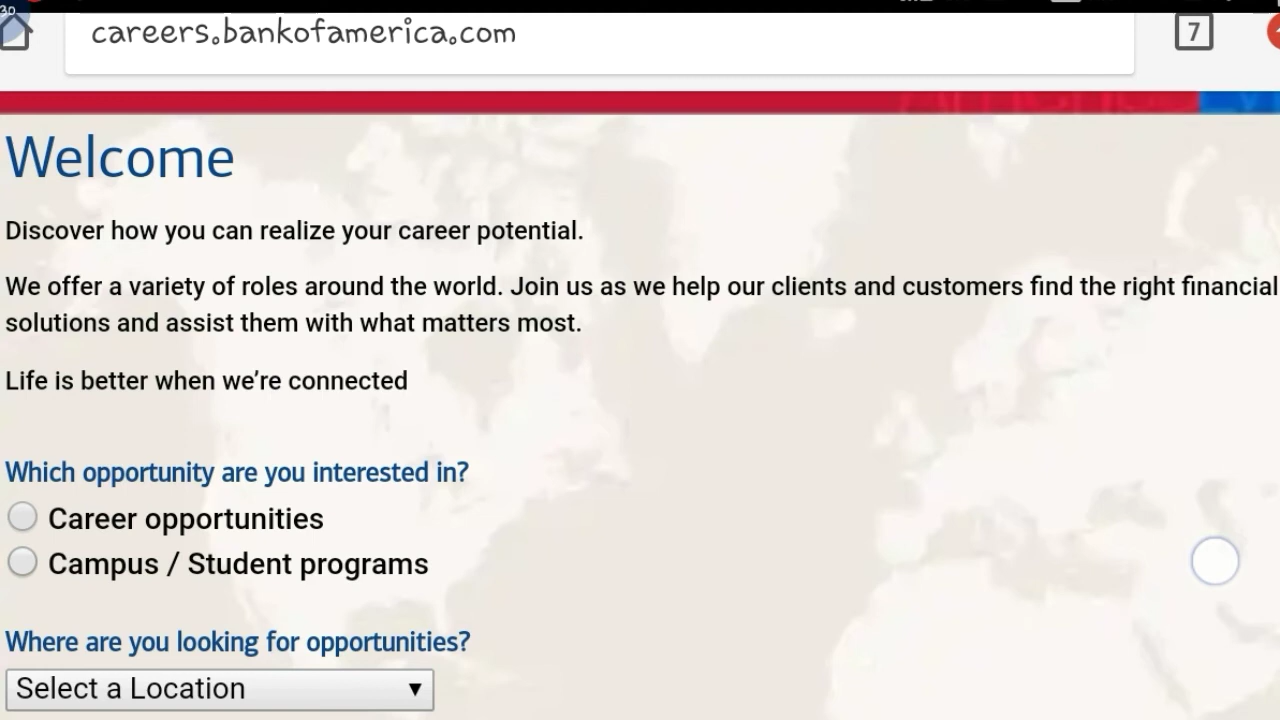 careers.bankofamerica.com
7
Welcome
Discover how you can realize your career potential.
We offer a variety of roles around the world. Join us as we help our clients and customers find the right financial
solutions and assist them with what matters most.
Life is better when we're connected
Which opportunity are you interested in?
Career opportunities
Campus / Student programs
Where are you looking for opportunities?
Select a Location